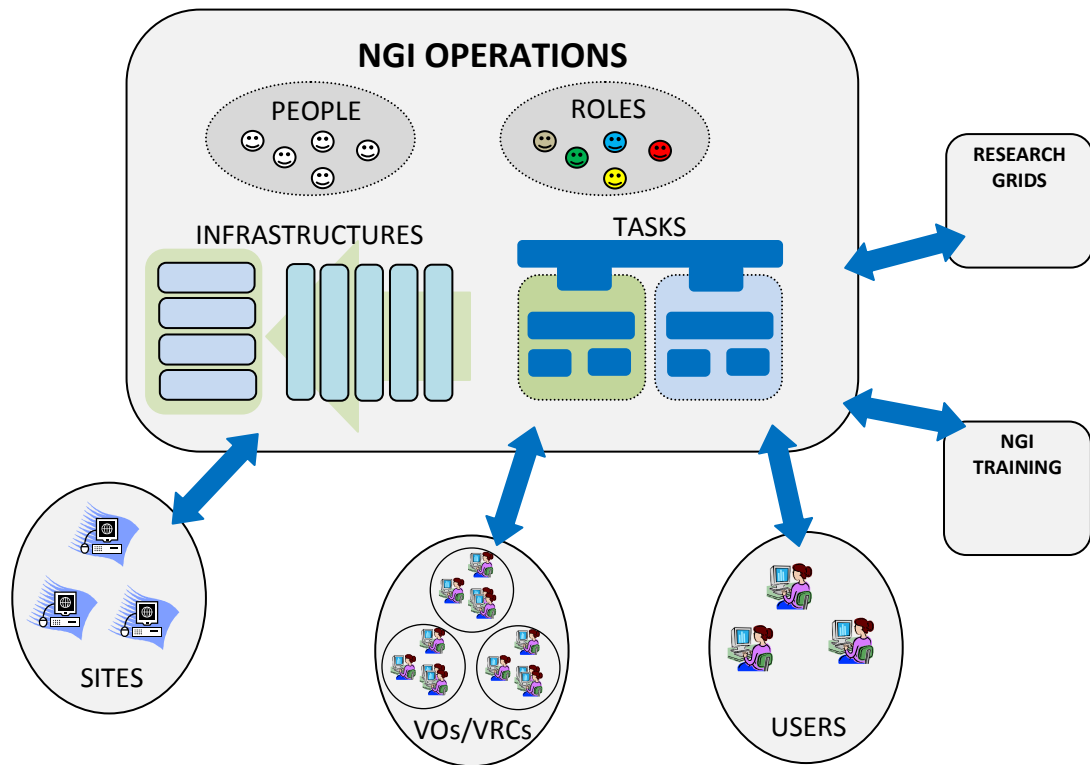 NGI OPERATIONS
PEOPLE
ROLES
INFRASTRUCTURES
TASKS
RESEARCH
GRIDS
NGI
TRAINING
SITES
VOs/VRCs
USERS